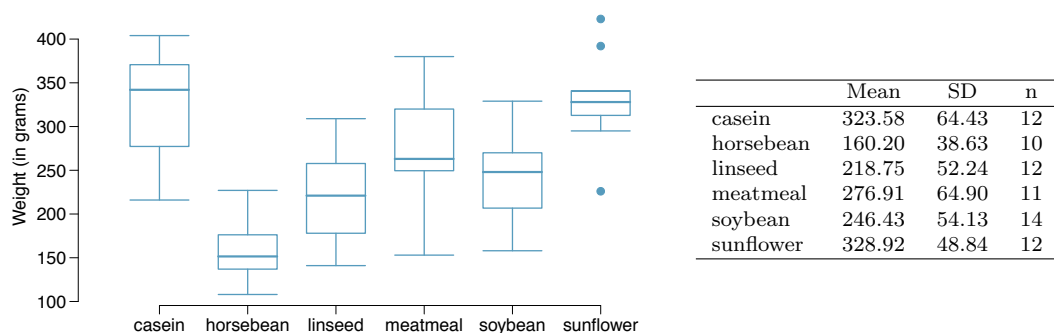 Weight (in grams)
400
350
300
250
200
150
100
casein horsebean linseed meatmeal soybean sunflower
Mean SD n
casein 323.58 64.43 12
horsebean 160.20 38.63 10
linseed 218.75 52.24 12
meatmeal 276.91 64.90 11
soybean 246.43 54.13 14
sunflower 328.92 48.84 12